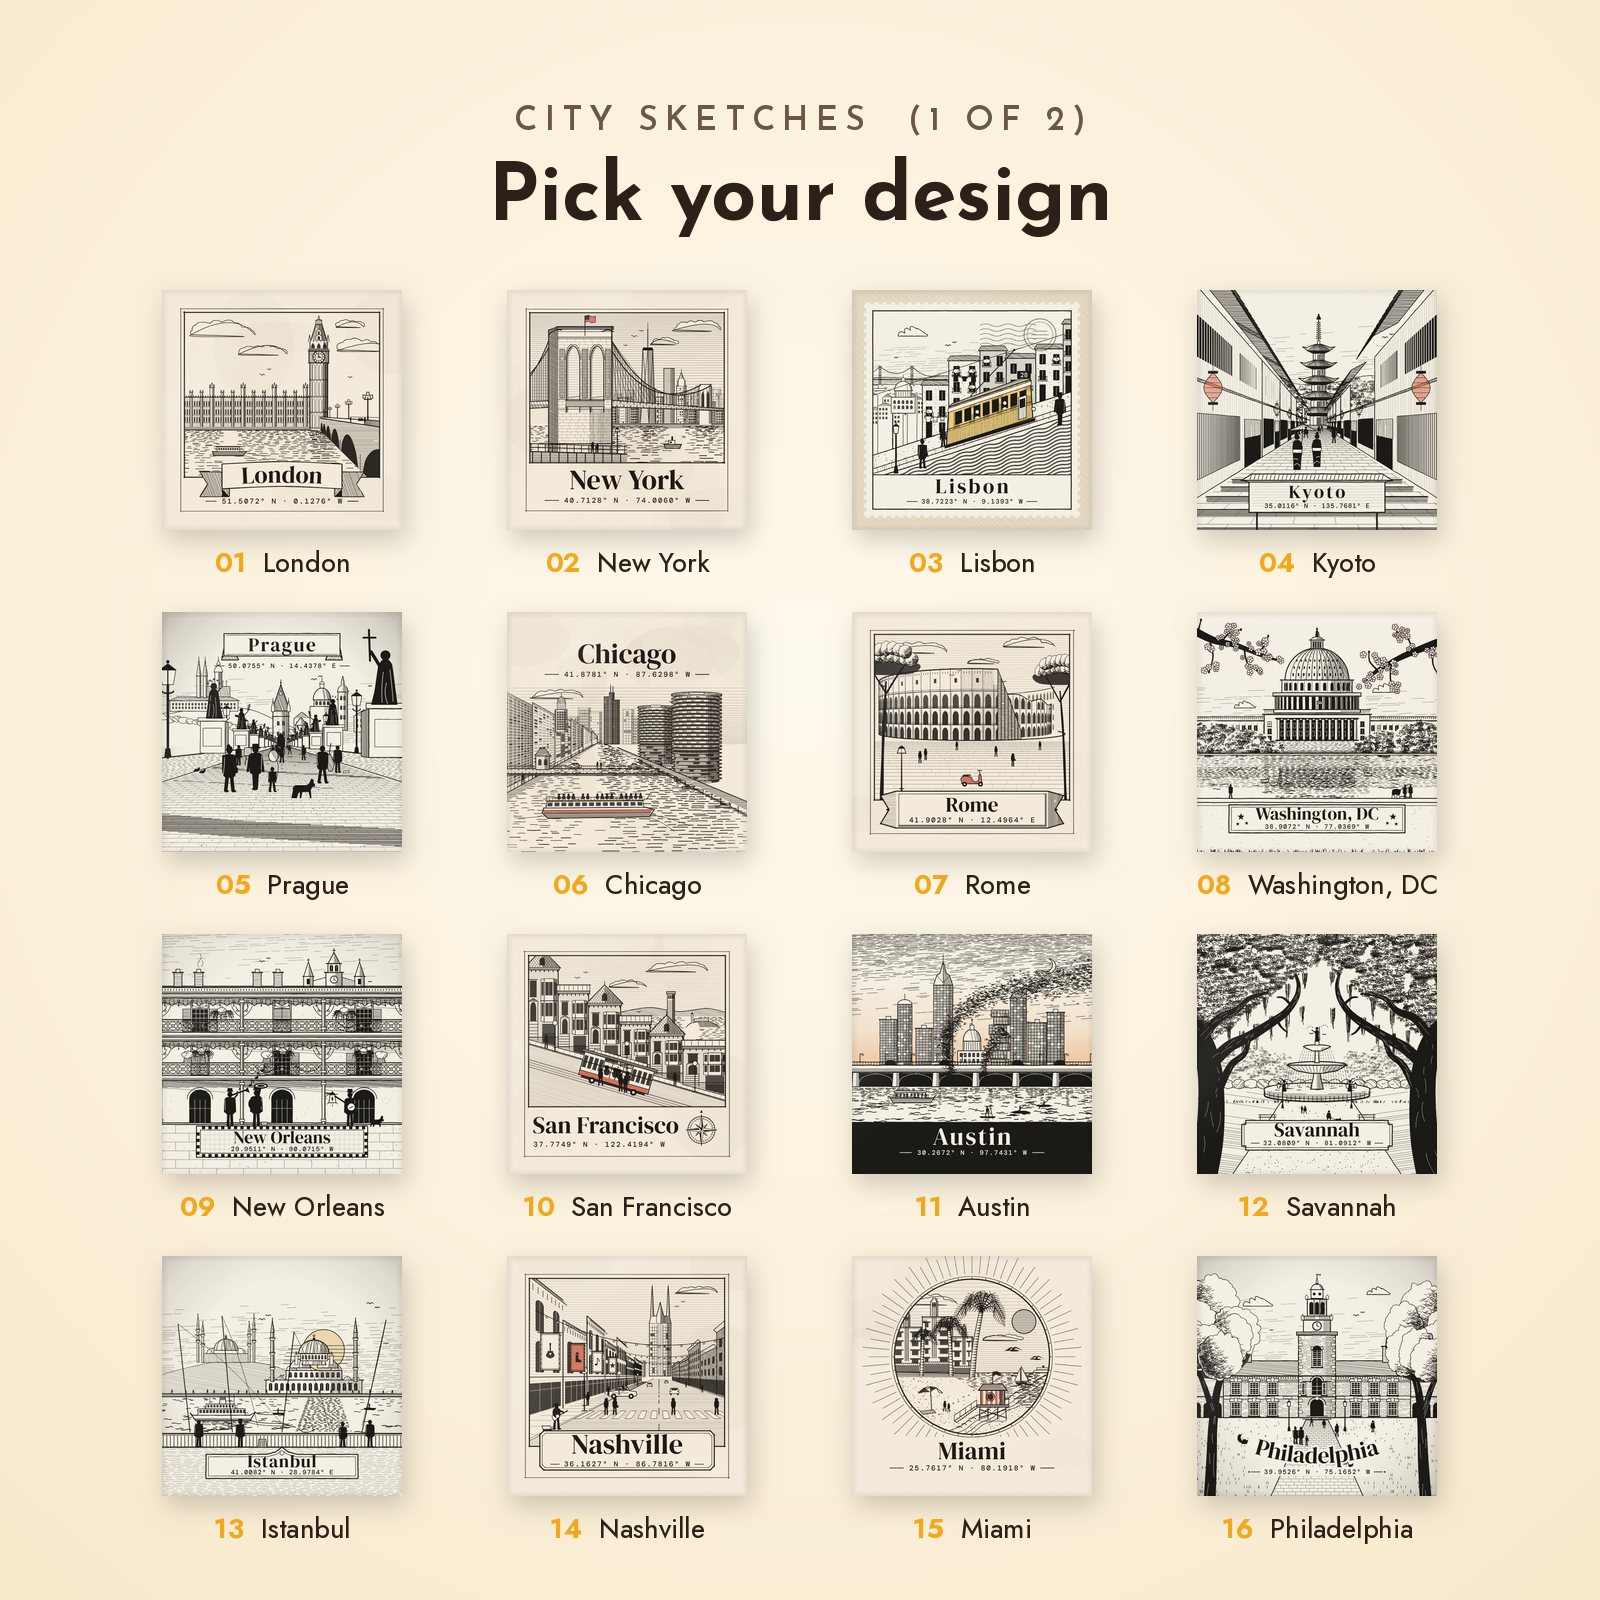 CITY SKETCHES (1 OF 2)
Pick your design
London
51.5072° N · 0.1276° W
01 London
New York
40.7128° N · 74.0060° W
02 New York
28
Lisbon
38.7223° N · 9.1393° W
03 Lisbon
Kyoto
35.0116° N · 135.7681° E
04 Kyoto
Prague
50.0755° N · 14.4378° E
05 Prague
Chicago
41.8781° N · 87.6298° W
06 Chicago
Rome
41.9028° N · 12.4964° E
07 Rome
Washington, DC
38.9072° N · 77.0369° W
08 Washington, DC
New Orleans
29.9511° N · 90.0715° W
09 New Orleans
San Francisco
37.7749° N · 122.4194° W
10 San Francisco
Austin
30.2672° N · 97.7431° W
11 Austin
Savannah
32.0809° N · 81.0912° W
12 Savannah
Istanbul
41.0082° N · 28.9784° E
13 Istanbul
Nashville
36.1627° N · 86.7816° W
14 Nashville
Miami
25.7617° N · 80.1918° W
15 Miami
Philadelphia
39.9526° N · 75.1652° W
16 Philadelphia